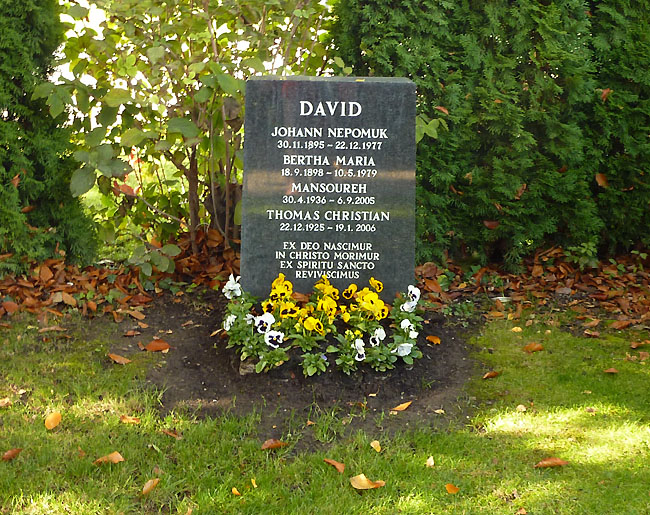 DAVID
JOHANN NEPOMUK
30.11.1895 – 22.12.1977
BERTHA MARIA
18.9.1898 – 10.5.1979
MANSOUREH
30.4.1936 – 6.9.2005
THOMAS CHRISTIAN
22.12.1925 – 19.1.2006
EX DEO NASCIMUR
IN CHRISTO MORIMUR
EX SPIRITU SANCTO
REVIVISCIMUS